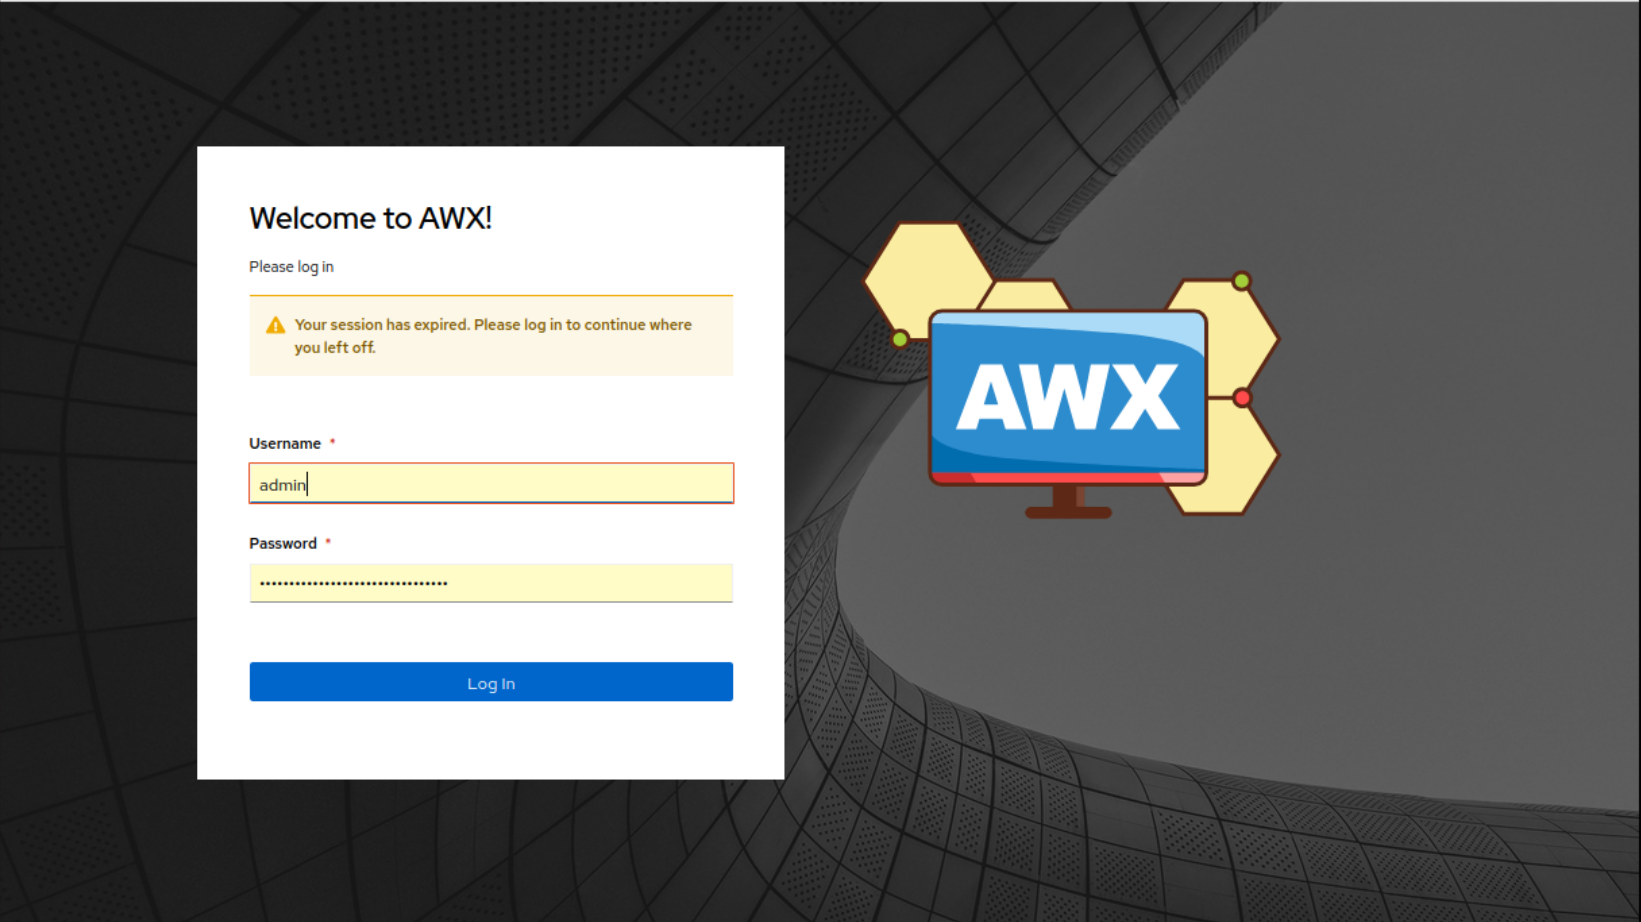 Welcome to AWX!
Please log in
Your session has expired. Please log in to continue where
you left off.
Username *
admin
Password *
••••••••••••••••••••••••••••••••
Log In
AWX